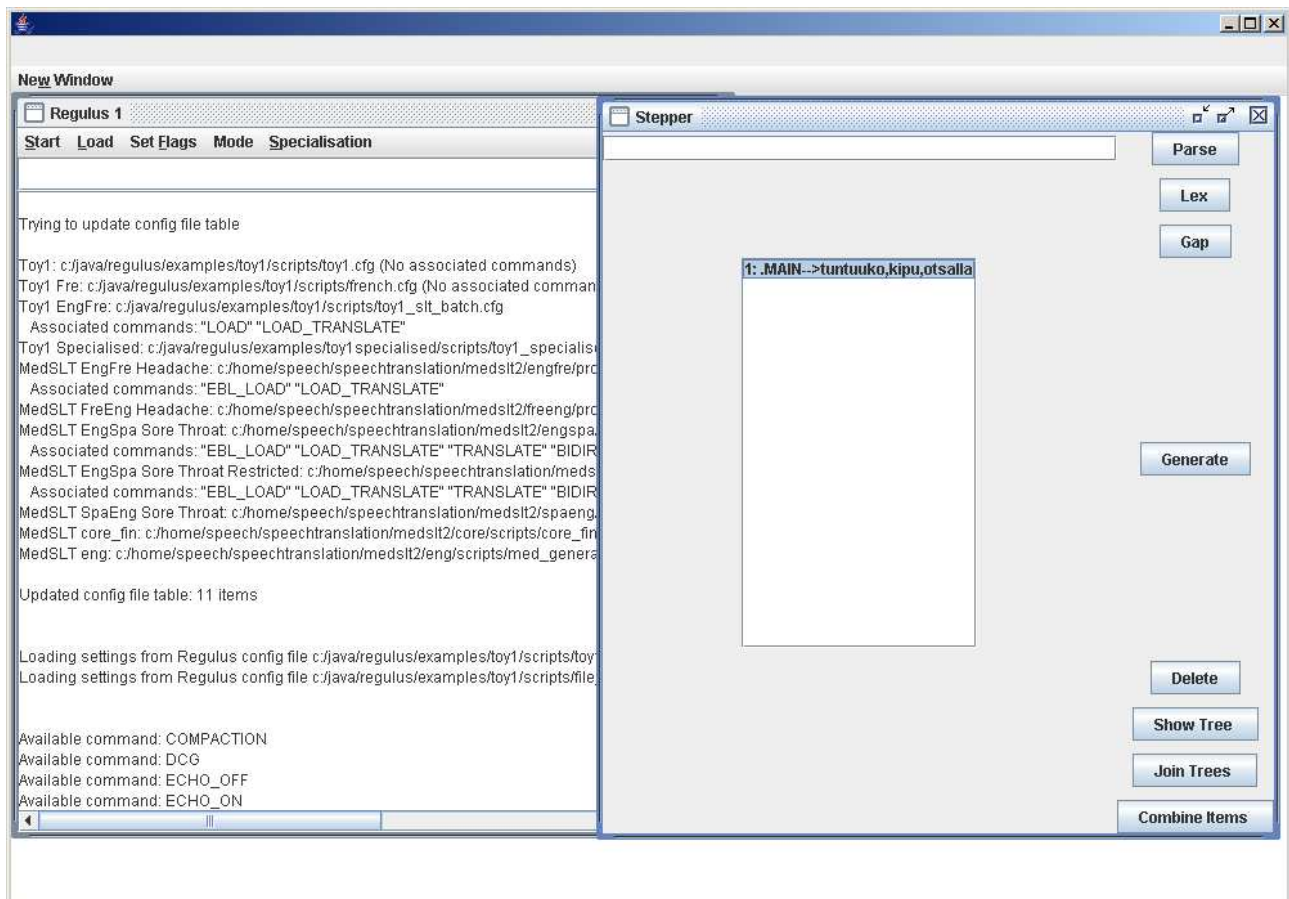 New Window
Regulus 1
Start Load Set Flags Mode Specialisation
Trying to update config file table
Toy1: c:/java/regulus/examples/toy1/scripts/toy1.cfg (No associated commands)
Toy1 Fre: c:/java/regulus/examples/toy1/scripts/french.cfg (No associated comman
Toy1 EngFre: c:/java/regulus/examples/toy1/scripts/toy1_slt_batch.cfg
Associated commands: "LOAD" "LOAD_TRANSLATE"
Toy1 Specialised: c:/java/regulus/examples/toy1specialised/scripts/toy1_specialise
MedSLT EngFre Headache: c:/home/speech/speechtranslation/medslt2/engfre/pro
Associated commands: "EBL_LOAD" "LOAD_TRANSLATE"
MedSLT FreEng Headache: c:/home/speech/speechtranslation/medslt2/freeng/pro
MedSLT EngSpa Sore Throat: c:/home/speech/speechtranslation/medslt2/engspa.
Associated commands: "EBL_LOAD" "LOAD_TRANSLATE" "TRANSLATE" "BIDIR
MedSLT EngSpa Sore Throat Restricted: c:/home/speech/speechtranslation/meds
Associated commands: "EBL_LOAD" "LOAD_TRANSLATE" "TRANSLATE" "BIDIR
MedSLT SpaEng Sore Throat: c:/home/speech/speechtranslation/medslt2/spaeng.
MedSLT core_fin: c:/home/speech/speechtranslation/medslt2/core/scripts/core_fin
MedSLT eng: c:/home/speech/speechtranslation/medslt2/eng/scripts/med_genera
Updated config file table: 11 items
Loading settings from Regulus config file c:/java/regulus/examples/toy1/scripts/toy
Loading settings from Regulus config file c:/java/regulus/examples/toy1/scripts/file_
Available command: COMPACTION
Available command: DCG
Available command: ECHO_OFF
Available command: ECHO_ON
Stepper
Parse
Lex
Gap
1: .MAIN-->tuntuuko,kipu,otsalla
Generate
Delete
Show Tree
Join Trees
Combine Items